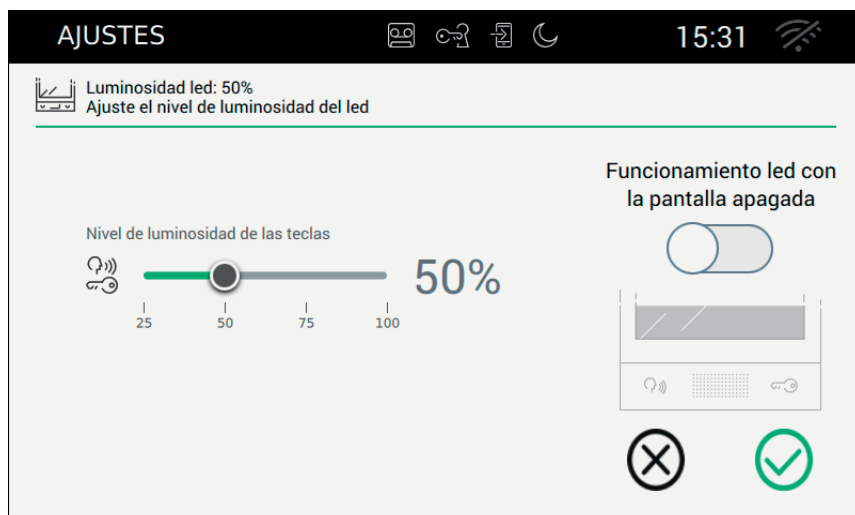 AJUSTES 15:31
Luminosidad led: 50%
Ajuste el nivel de luminosidad del led
Funcionamiento led con
la pantalla apagada
Nivel de luminosidad de las teclas
50%
25 50 75 100